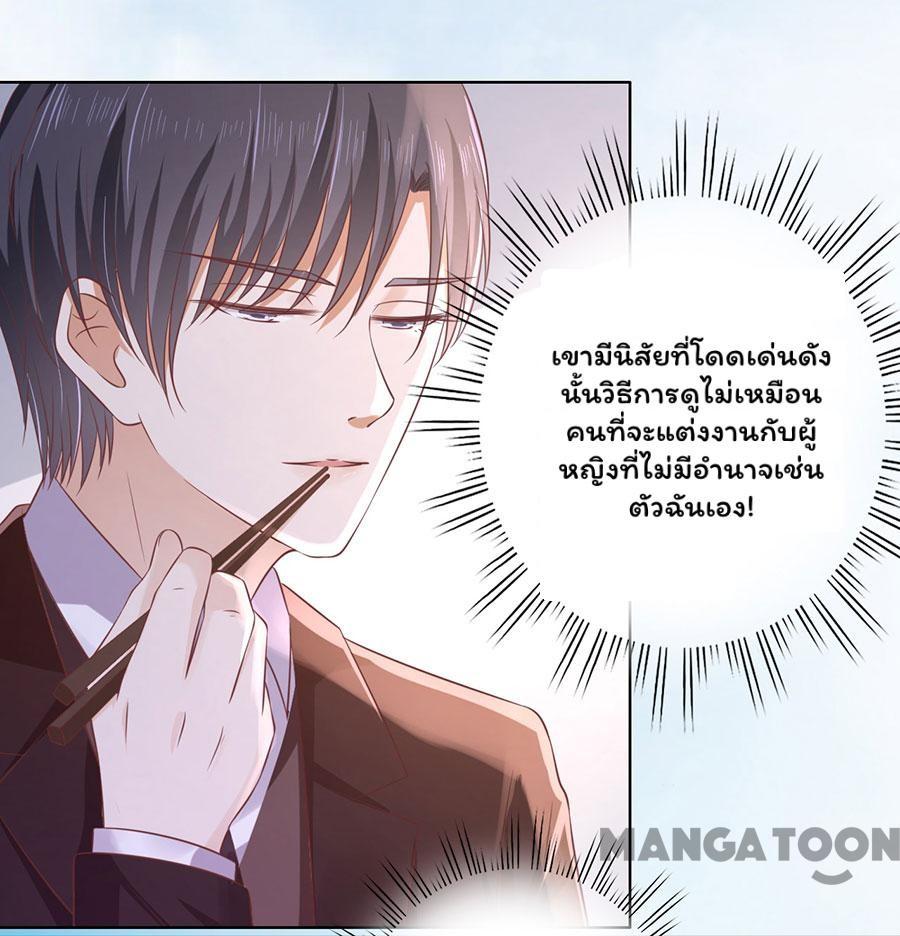 เขามีนิสัยที่โดดเด่นดัง
นั้นวิธีการดูไม่เหมือน
คนที่จะแต่งงานกับผู้
หญิงที่ไม่มีอำนาจเช่น
ตัวฉันเอง!
MANGATOON